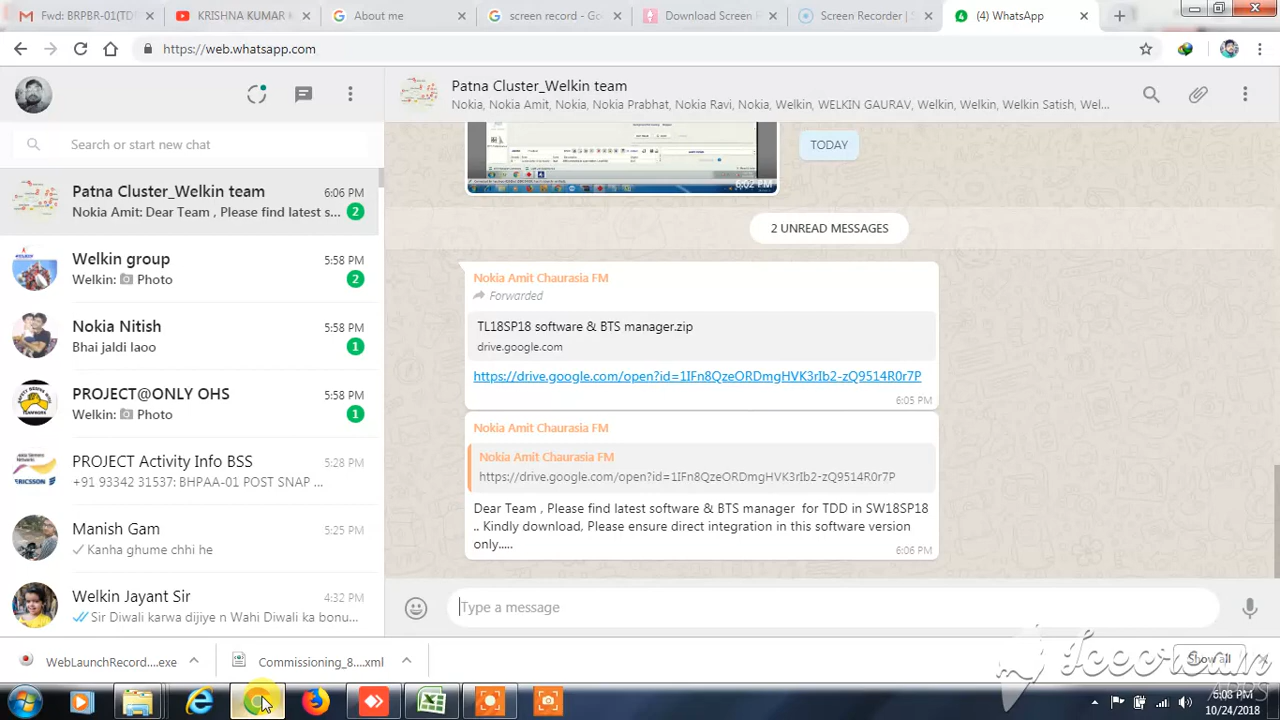 Fwd: BRPBR-01(TD
KRISHNA KUMAR
About me
screen record - Go
Download Screen
Screen Recorder |
(4) WhatsApp
https://web.whatsapp.com
Patna Cluster_Welkin team
Nokia, Nokia Amit, Nokia, Nokia Prabhat, Nokia Ravi, Nokia, Welkin, WELKIN GAURAV, Welkin, Welkin, Welkin Satish, Wel...
Search or start new chat
Patna Cluster_Welkin team
6:06 PM
Nokia Amit: Dear Team , Please find latest s...
2
Welkin group
5:58 PM
Welkin: Photo
2
Nokia Nitish
5:58 PM
Bhai jaldi laoo
1
PROJECT@ONLY OHS
5:58 PM
Welkin: Photo
1
PROJECT Activity Info BSS
5:28 PM
+91 93342 31537: BHPAA-01 POST SNAP ...
Manish Gam
5:25 PM
Kanha ghume chhi he
Welkin Jayant Sir
4:32 PM
Sir Diwali karwa dijiye n Wahi Diwali ka bonu...
TODAY
6:02 PM
2 UNREAD MESSAGES
Nokia Amit Chaurasia FM
Forwarded
TL18SP18 software & BTS manager.zip
drive.google.com
https://drive.google.com/open?id=1IFn8QzeORDmgHVK3rIb2-zQ9514R0r7P
6:05 PM
Nokia Amit Chaurasia FM
Nokia Amit Chaurasia FM
https://drive.google.com/open?id=1IFn8QzeORDmgHVK3rIb2-zQ9514R0r7P
Dear Team , Please find latest software & BTS manager for TDD in SW18SP18
.. Kindly download, Please ensure direct integration in this software version
only.....
6:06 PM
Type a message
WebLaunchRecord....exe
Commissioning_8....xml
Show all
Icecream
APPS
6:08 PM
10/24/2018